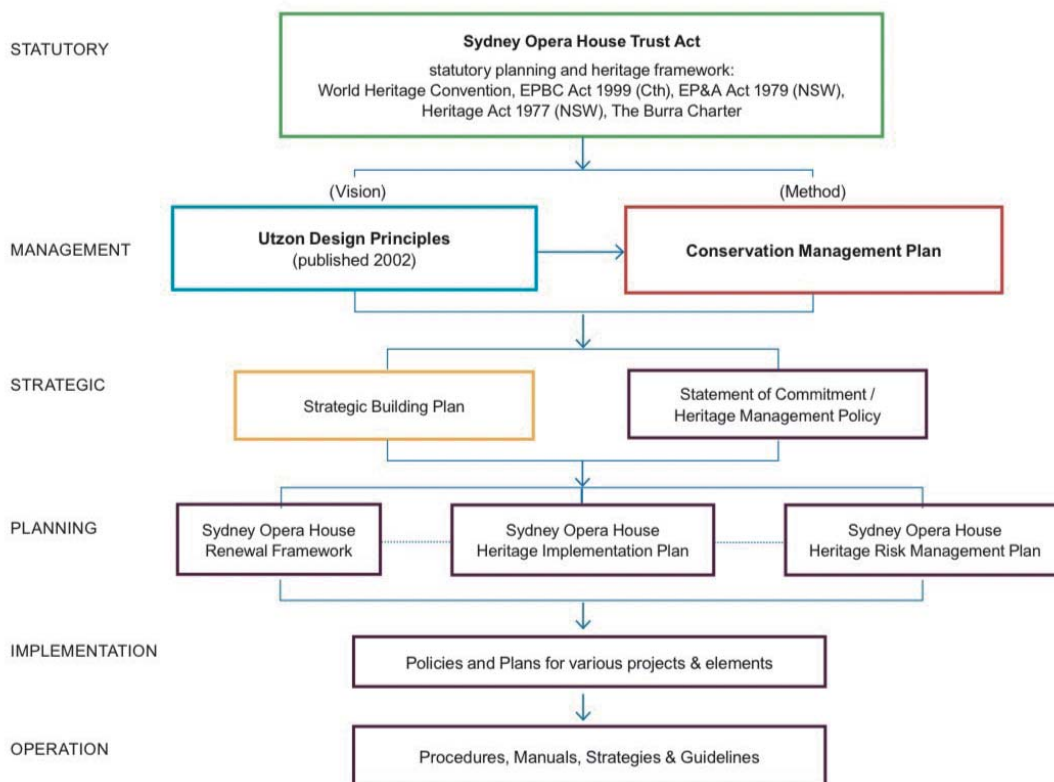 STATUTORY
Sydney Opera House Trust Act
statutory planning and heritage framework:
World Heritage Convention, EPBC Act 1999 (Cth), EP&A Act 1979 (NSW),
Heritage Act 1977 (NSW), The Burra Charter
(Vision)
(Method)
MANAGEMENT
Utzon Design Principles
(published 2002)
Conservation Management Plan
STRATEGIC
Strategic Building Plan
Statement of Commitment /
Heritage Management Policy
PLANNING
Sydney Opera House
Renewal Framework
Sydney Opera House
Heritage Implementation Plan
Sydney Opera House
Heritage Risk Management Plan
IMPLEMENTATION
Policies and Plans for various projects & elements
OPERATION
Procedures, Manuals, Strategies & Guidelines